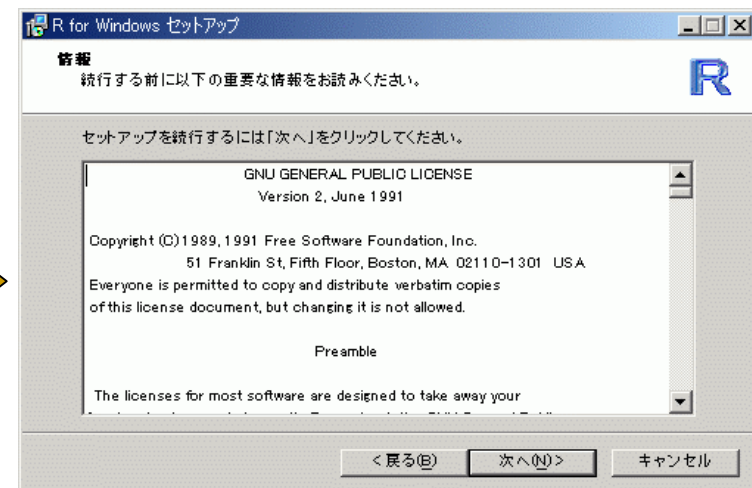 R for Windows セットアップ
情報
続行する前に以下の重要な情報をお読みください。
R
セットアップを続行するには「次へ」をクリックしてください。
GNU GENERAL PUBLIC LICENSE
Version 2, June 1991
Copyright (C) 1989, 1991 Free Software Foundation, Inc.
51 Franklin St, Fifth Floor, Boston, MA 02110-1301 USA
Everyone is permitted to copy and distribute verbatim copies
of this license document, but changing it is not allowed.
Preamble
The licenses for most software are designed to take away your
<戻る(B) 次へ(N)> キャンセル